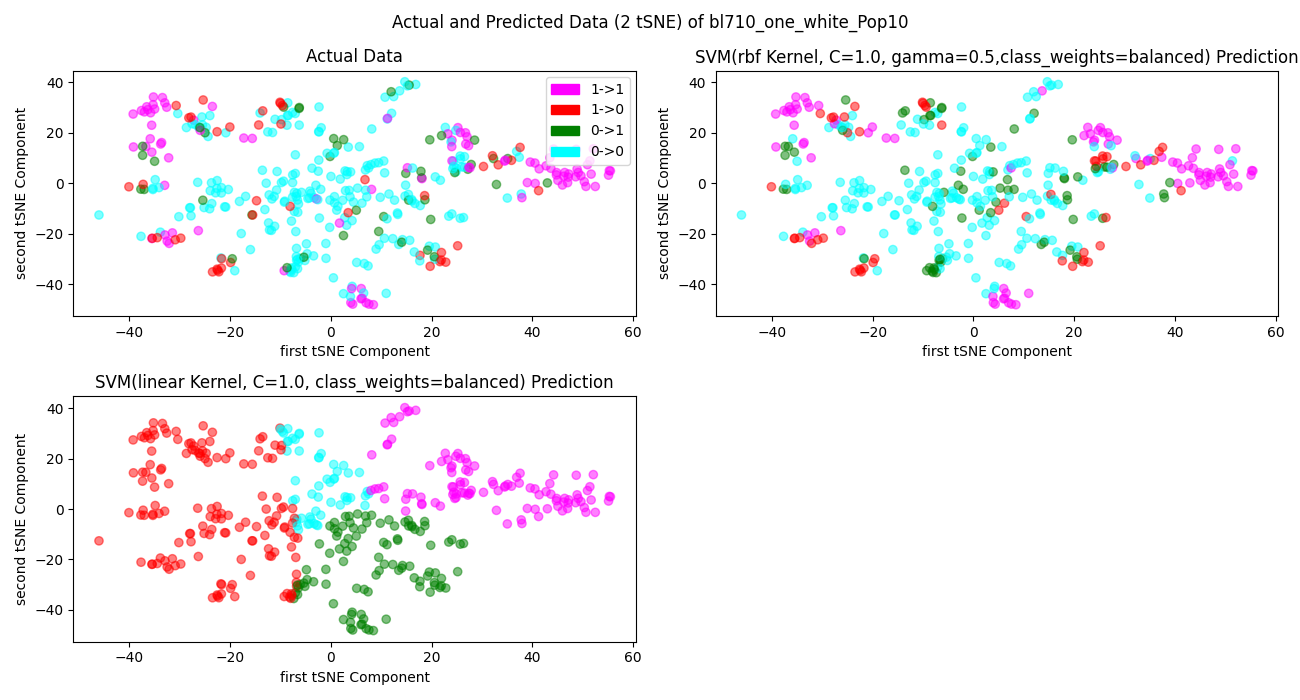 Actual and Predicted Data (2 tSNE) of bl710_one_white_Pop10
Actual Data
second tSNE Component
40
20
0
−20
−40
−40 −20 0 20 40 60
first tSNE Component
1->1
1->0
0->1
0->0
SVM(rbf Kernel, C=1.0, gamma=0.5,class_weights=balanced) Prediction
second tSNE Component
40
20
0
−20
−40
−40 −20 0 20 40 60
first tSNE Component
SVM(linear Kernel, C=1.0, class_weights=balanced) Prediction
second tSNE Component
40
20
0
−20
−40
−40 −20 0 20 40 60
first tSNE Component